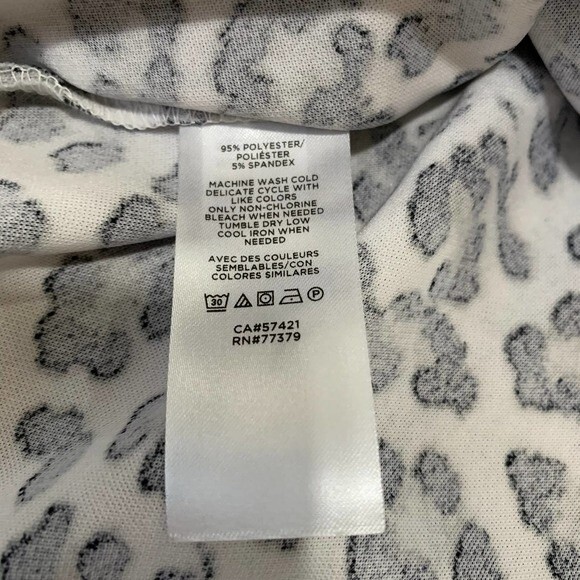 95% POLYESTER/
POLIÉSTER
5% SPANDEX
MACHINE WASH COLD
DELICATE CYCLE WITH
LIKE COLORS
ONLY NON-CHLORINE
BLEACH WHEN NEEDED
TUMBLE DRY LOW
COOL IRON WHEN
NEEDED
AVEC DES COULEURS
SEMBLABLES/CON
COLORES SIMILARES
30 P
CA#57421
RN#77379